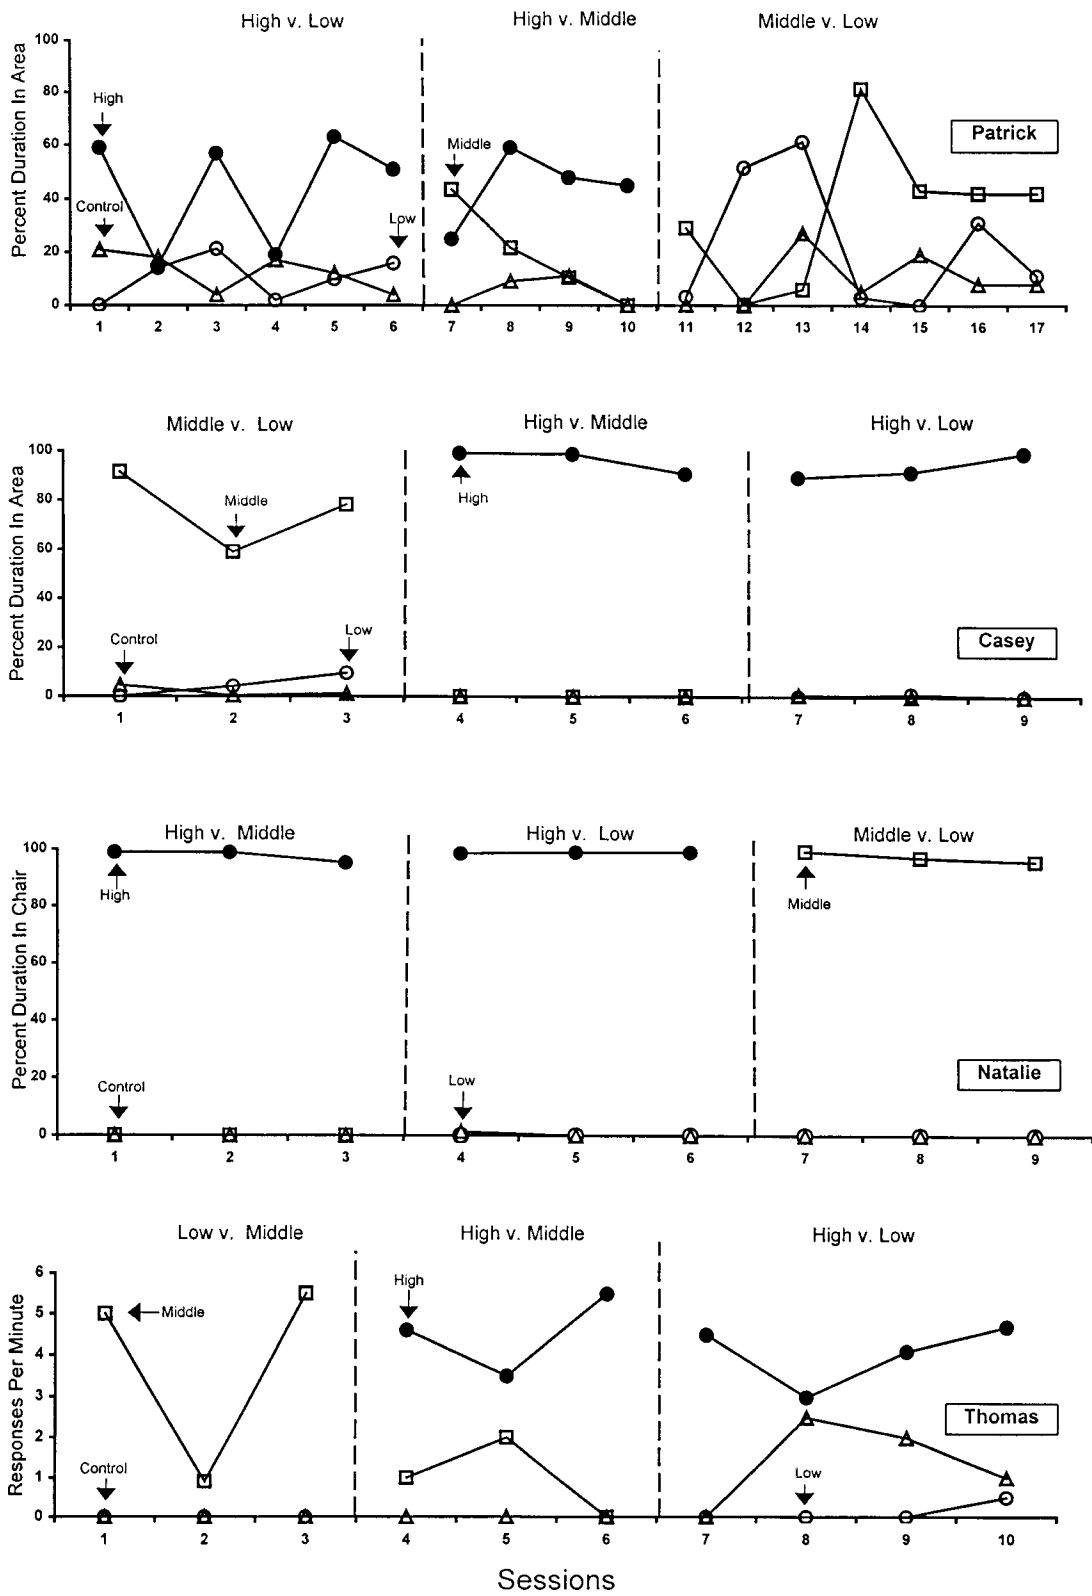 High v. Low
High v. Middle
Middle v. Low
Percent Duration In Area
100
80
60
40
20
0
High
Control
Low
Middle
Patrick
1 2 3 4 5 6 7 8 9 10 11 12 13 14 15 16 17
Middle v. Low
High v. Middle
High v. Low
Percent Duration In Area
100
80
60
40
20
0
Middle
Control
Low
High
Casey
1 2 3 4 5 6 7 8 9
High v. Middle
High v. Low
Middle v. Low
Percent Duration In Chair
100
80
60
40
20
0
High
Control
Low
Middle
Natalie
1 2 3 4 5 6 7 8 9
Low v. Middle
High v. Middle
High v. Low
Responses Per Minute
6
5
4
3
2
1
0
Middle
Control
High
Low
Thomas
1 2 3 4 5 6 7 8 9 10
Sessions